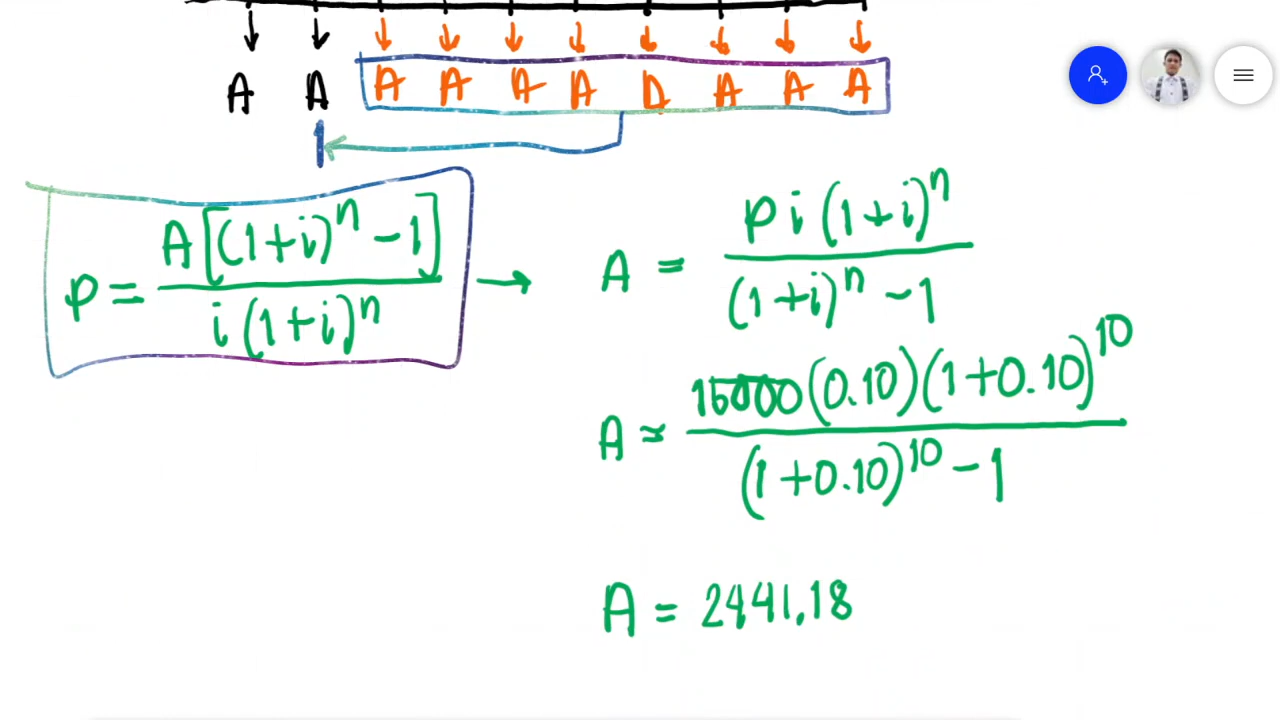 A A A A A A D A A A
P = A[(1+i)^n - 1] / i(1+i)^n → A = Pi(1+i)^n / (1+i)^n - 1
A = 15000(0.10)(1+0.10)^10 / (1+0.10)^10 - 1
A = 2441.18